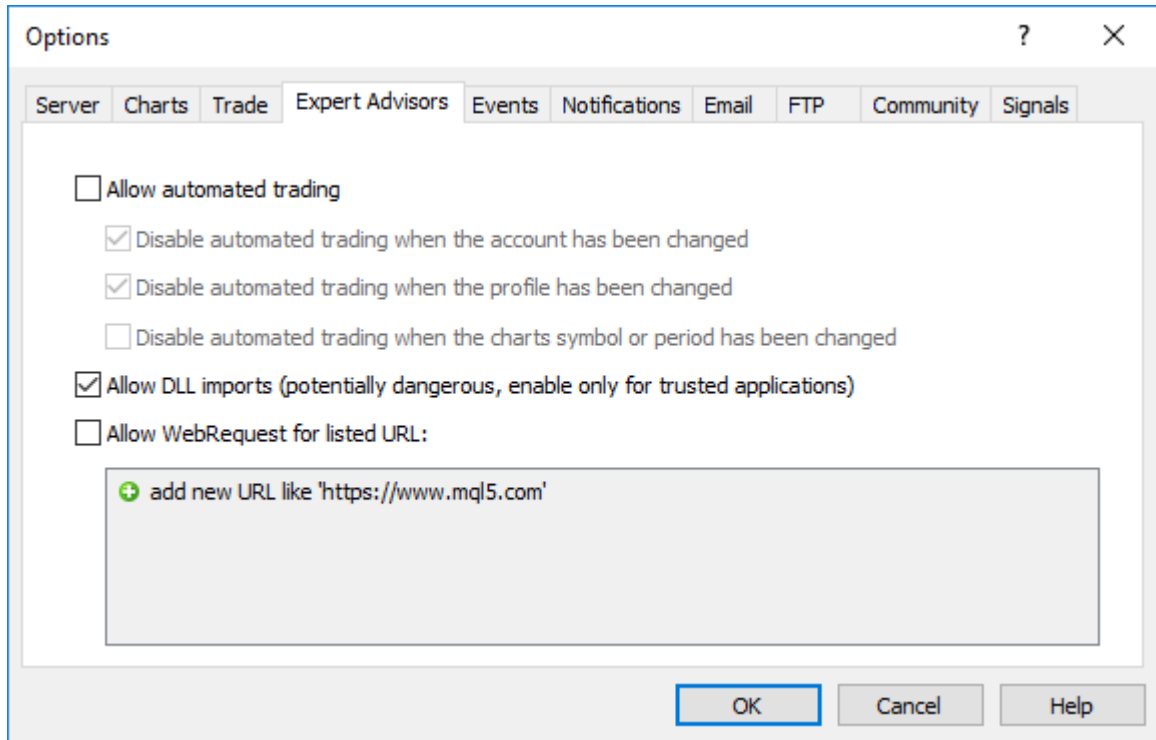 Options
?
Server Charts Trade Expert Advisors Events Notifications Email FTP Community Signals
Allow automated trading
Disable automated trading when the account has been changed
Disable automated trading when the profile has been changed
Disable automated trading when the charts symbol or period has been changed
Allow DLL imports (potentially dangerous, enable only for trusted applications)
Allow WebRequest for listed URL:
add new URL like 'https://www.mql5.com'
OK Cancel Help